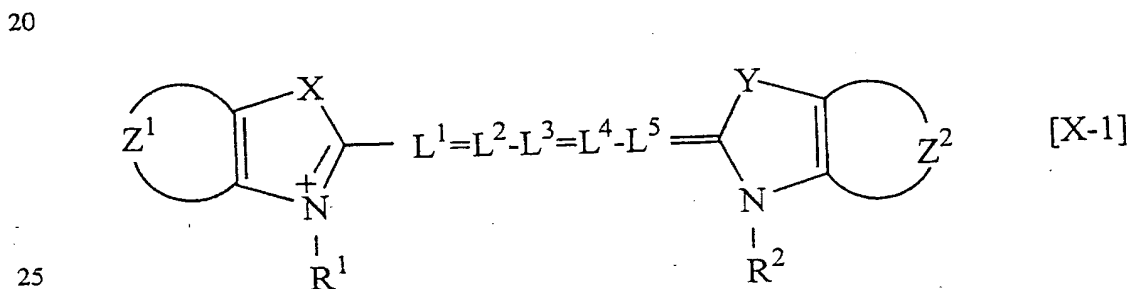 20
X Y
Z¹ L¹=L²-L³=L⁴-L⁵ Z² [X-1]
+
N N
R¹ R²
25